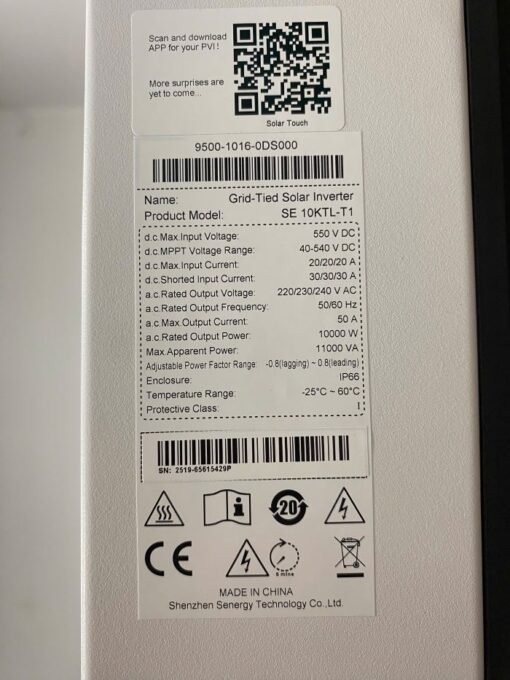 Scan and download
APP for your PVI !
More surprises are
yet to come...
Solar Touch
9500-1016-0DS000
Name: Grid-Tied Solar Inverter
Product Model: SE 10KTL-T1
d.c.Max.Input Voltage: 550 V DC
d.c.MPPT Voltage Range: 40-540 V DC
d.c.Max.Input Current: 20/20/20 A
d.c.Shorted Input Current: 30/30/30 A
a.c.Rated Output Voltage: 220/230/240 V AC
a.c.Rated Output Frequency: 50/60 Hz
a.c.Max.Output Current: 50 A
a.c.Rated Output Power: 10000 W
Max.Apparent Power: 11000 VA
Adjustable Power Factor Range: -0.8(lagging) ~ 0.8(leading)
Enclosure: IP66
Temperature Range: -25°C ~ 60°C
Protective Class: I
SN: 2519-65615429P
i
20
CE
5 mins
MADE IN CHINA
Shenzhen Senergy Technology Co.,Ltd.